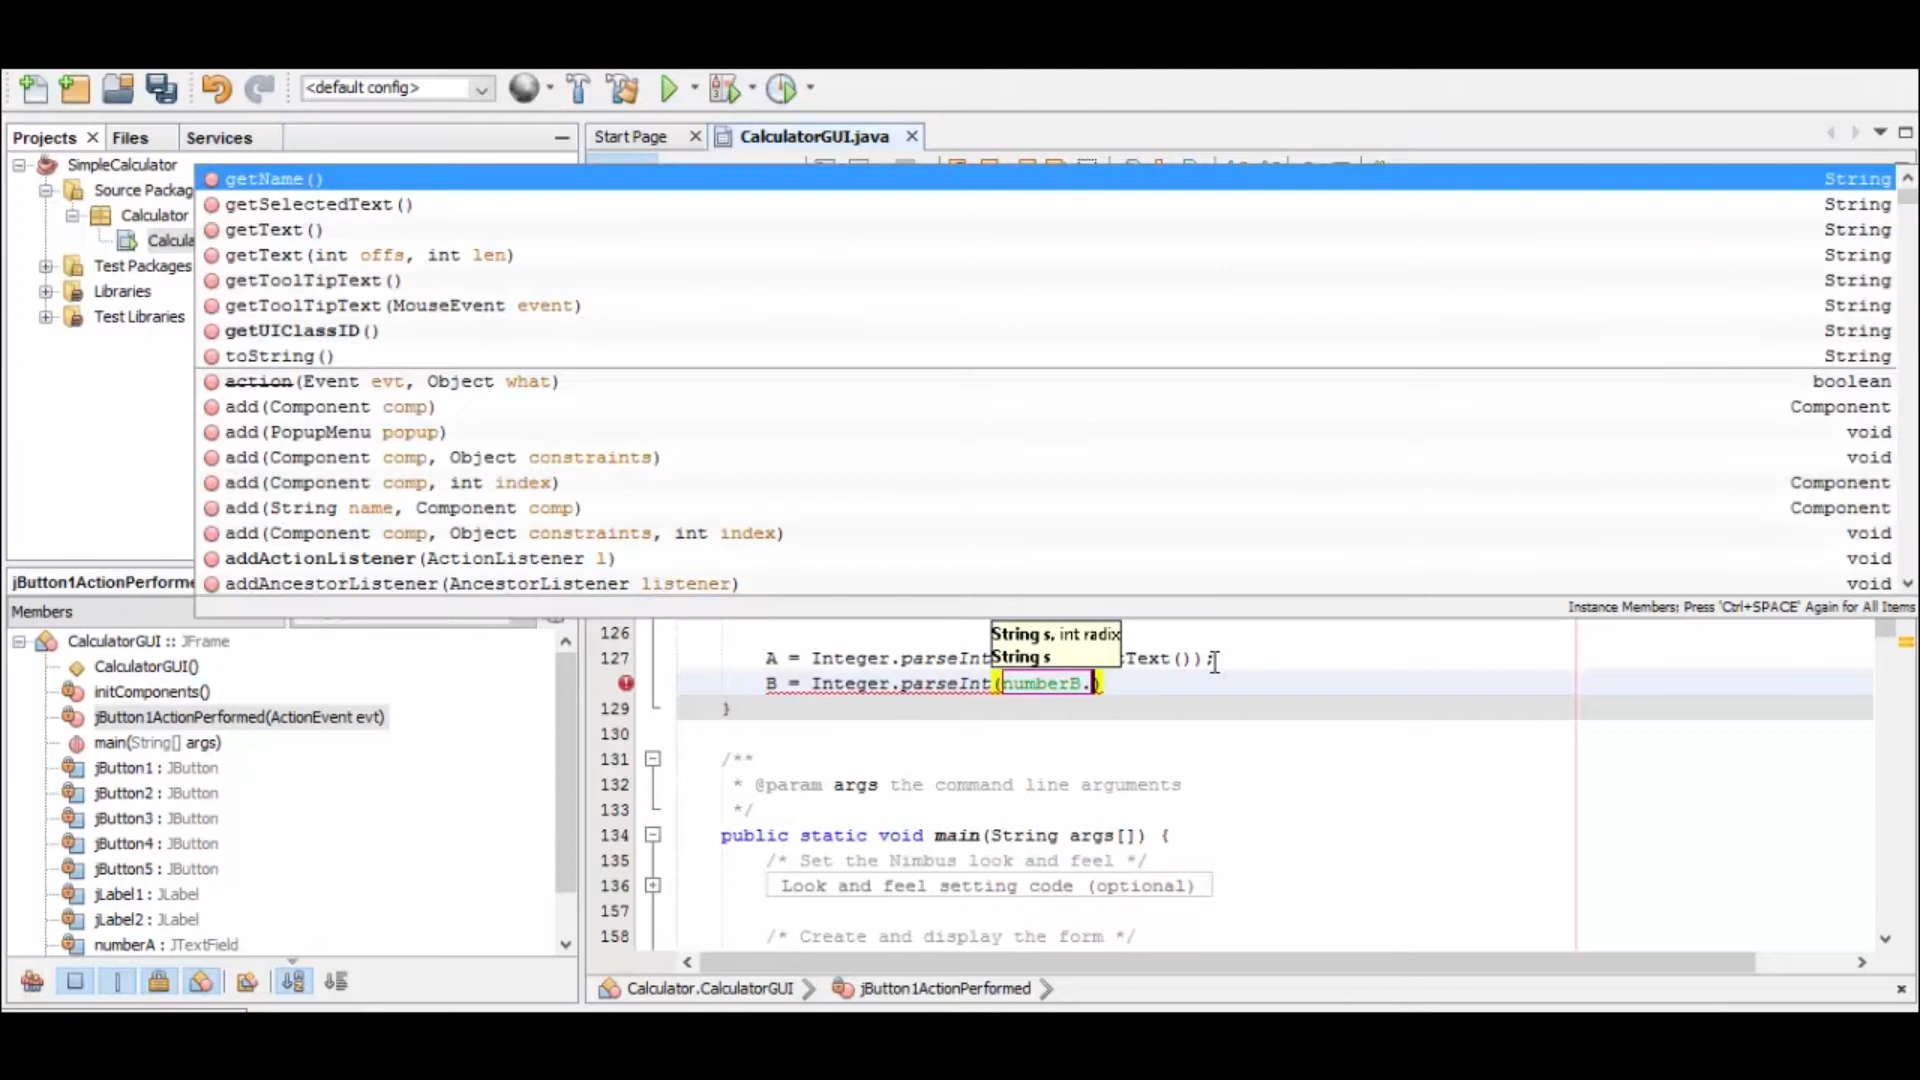 <default config>
Projects
Files
Services
Start Page
CalculatorGUI.java
SimpleCalculator
Source Packag
Calculator
Calcula
Test Packages
Libraries
Test Libraries
getName() String
getSelectedText() String
getText() String
getText(int offs, int len) String
getToolTipText() String
getToolTipText(MouseEvent event) String
getUIClassID() String
toString() String
action(Event evt, Object what) boolean
add(Component comp) Component
add(PopupMenu popup) void
add(Component comp, Object constraints) void
add(Component comp, int index) Component
add(String name, Component comp) Component
add(Component comp, Object constraints, int index) void
addActionListener(ActionListener l) void
addAncestorListener(AncestorListener listener) void
Instance Members; Press 'Ctrl+SPACE' Again for All Items
jButton1ActionPerforme
Members
CalculatorGUI :: JFrame
CalculatorGUI()
initComponents()
jButton1ActionPerformed(ActionEvent evt)
main(String[] args)
jButton1 : JButton
jButton2 : JButton
jButton3 : JButton
jButton4 : JButton
jButton5 : JButton
jLabel1 : JLabel
jLabel2 : JLabel
numberA : JTextField
String s, int radix
String s
126
127 A = Integer.parseInt Text());
B = Integer.parseInt(numberB.)
129 }
130
131 /**
132 * @param args the command line arguments
133 */
134 public static void main(String args[]) {
135 /* Set the Nimbus look and feel */
136 Look and feel setting code (optional)
157
158 /* Create and display the form */
Calculator.CalculatorGUI
jButton1ActionPerformed